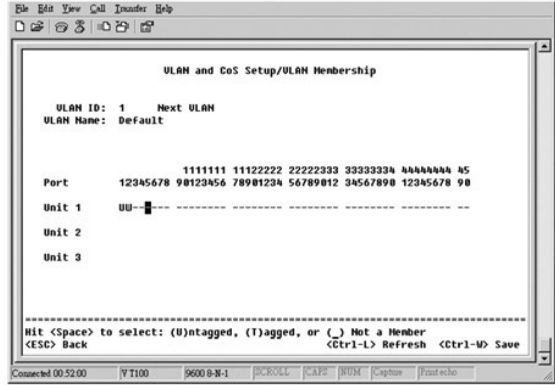 File Edit View Call Transfer Help
VLAN and CoS Setup/VLAN Membership
VLAN ID: 1 Next VLAN
VLAN Name: Default
1111111 11122222 22222333 33333334 44444444 45
Port 12345678 90123456 78901234 56789012 34567890 12345678 90
Unit 1 UU------ -------- -------- -------- -------- -------- --
Unit 2
Unit 3
Hit <Space> to select: (U)ntagged, (T)agged, or (_) Not a Member
<ESC> Back <Ctrl-L> Refresh <Ctrl-W> Save
Connected 00:52:00 VT100 9600 8-N-1 SCROLL CAPS NUM Capture Print echo